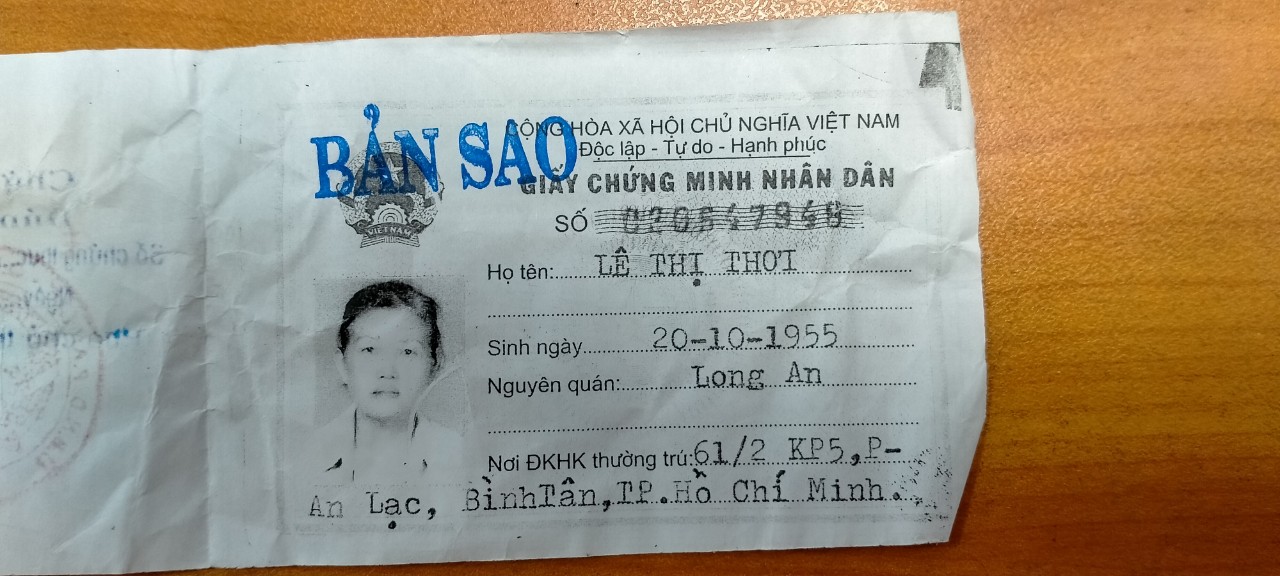 BẢN SAO
CỘNG HÒA XÃ HỘI CHỦ NGHĨA VIỆT NAM
Độc lập - Tự do - Hạnh phúc
GIẤY CHỨNG MINH NHÂN DÂN
SỐ 020547948
VIỆT NAM
Họ tên: LÊ THỊ THƠI
Sinh ngày 20-10-1955
Nguyên quán: Long An
Nơi ĐKHK thường trú: 61/2 KP5,P-
An Lạc, BìnhTân,TP.Hồ Chí Minh.